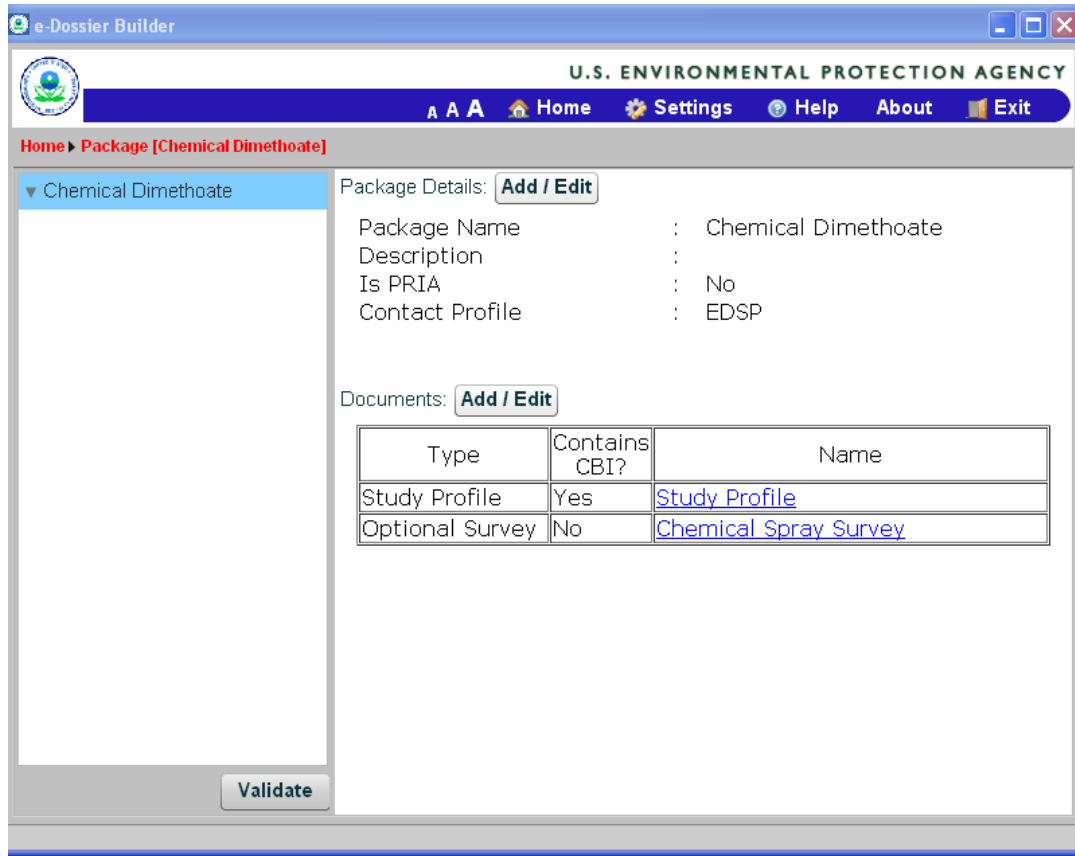 e-Dossier Builder
U.S. ENVIRONMENTAL PROTECTION AGENCY
A A A Home Settings Help About Exit
Home Package [Chemical Dimethoate]
Chemical Dimethoate
Package Details: Add / Edit
Package Name : Chemical Dimethoate
Description :
Is PRIA : No
Contact Profile : EDSP
Documents: Add / Edit
Type Contains CBI? Name
Study Profile Yes Study Profile
Optional Survey No Chemical Spray Survey
Validate